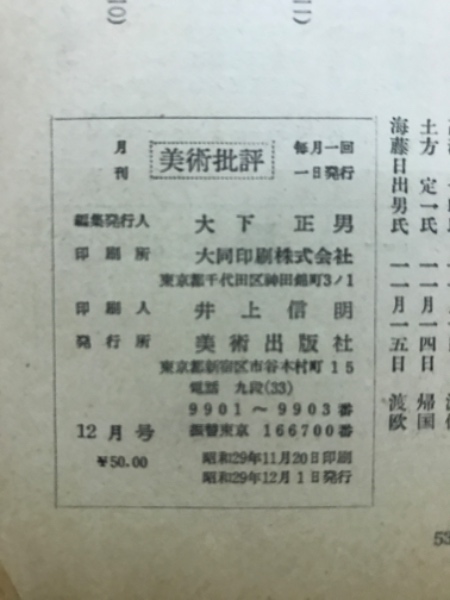 月刊 美術批評 毎月一回一日発行
編集発行人 大下正男
印刷所 大同印刷株式会社
東京都千代田区神田錦町3ノ1
印刷人 井上信明
発行所 美術出版社
東京都新宿区市谷本村町15
電話 九段(33)
9901～9903番
12月号 振替東京 166700番
¥50.00 昭和29年11月20日印刷
昭和29年12月1日発行
土方 定一氏 一一月一四日 帰国
海藤日出男氏 一一月一五日 渡欧
53